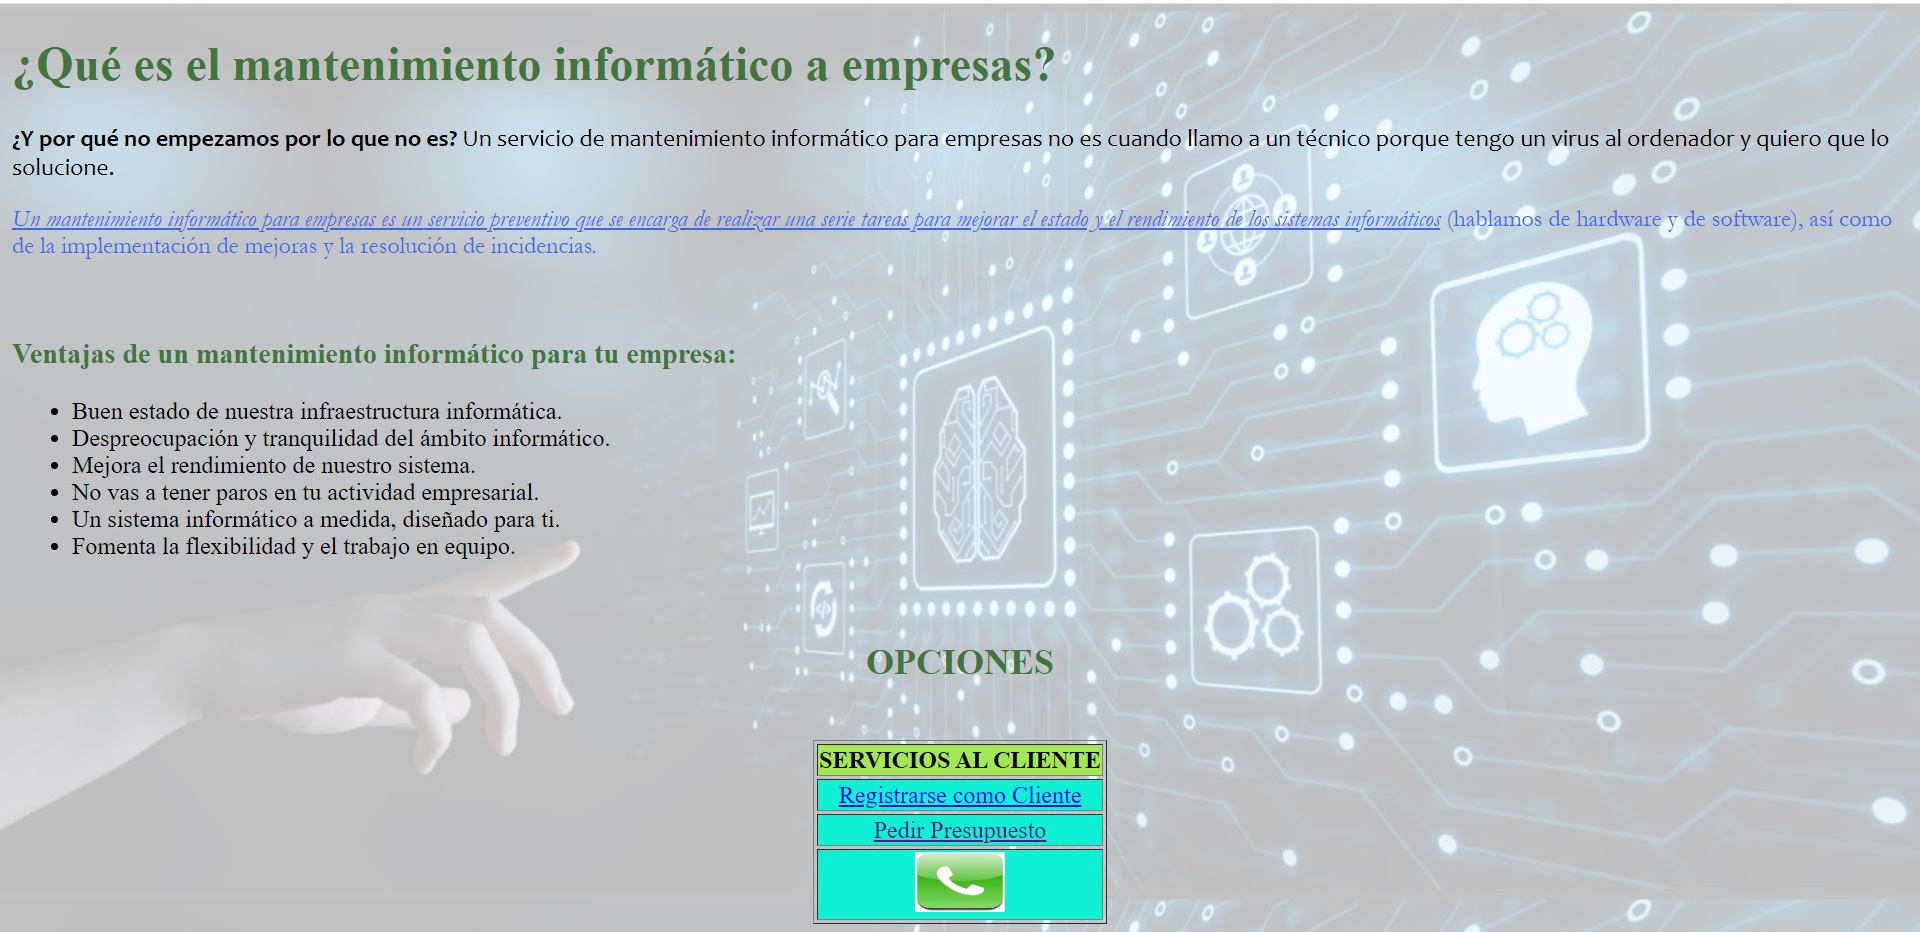 ¿Qué es el mantenimiento informático a empresas?
¿Y por qué no empezamos por lo que no es? Un servicio de mantenimiento informático para empresas no es cuando llamo a un técnico porque tengo un virus al ordenador y quiero que lo
solucione.
Un mantenimiento informático para empresas es un servicio preventivo que se encarga de realizar una serie tareas para mejorar el estado y el rendimiento de los sistemas informáticos (hablamos de hardware y de software), así como
de la implementación de mejoras y la resolución de incidencias.
Ventajas de un mantenimiento informático para tu empresa:
• Buen estado de nuestra infraestructura informática.
• Despreocupación y tranquilidad del ámbito informático.
• Mejora el rendimiento de nuestro sistema.
• No vas a tener paros en tu actividad empresarial.
• Un sistema informático a medida, diseñado para ti.
• Fomenta la flexibilidad y el trabajo en equipo.
OPCIONES
SERVICIOS AL CLIENTE
Registrarse como Cliente
Pedir Presupuesto